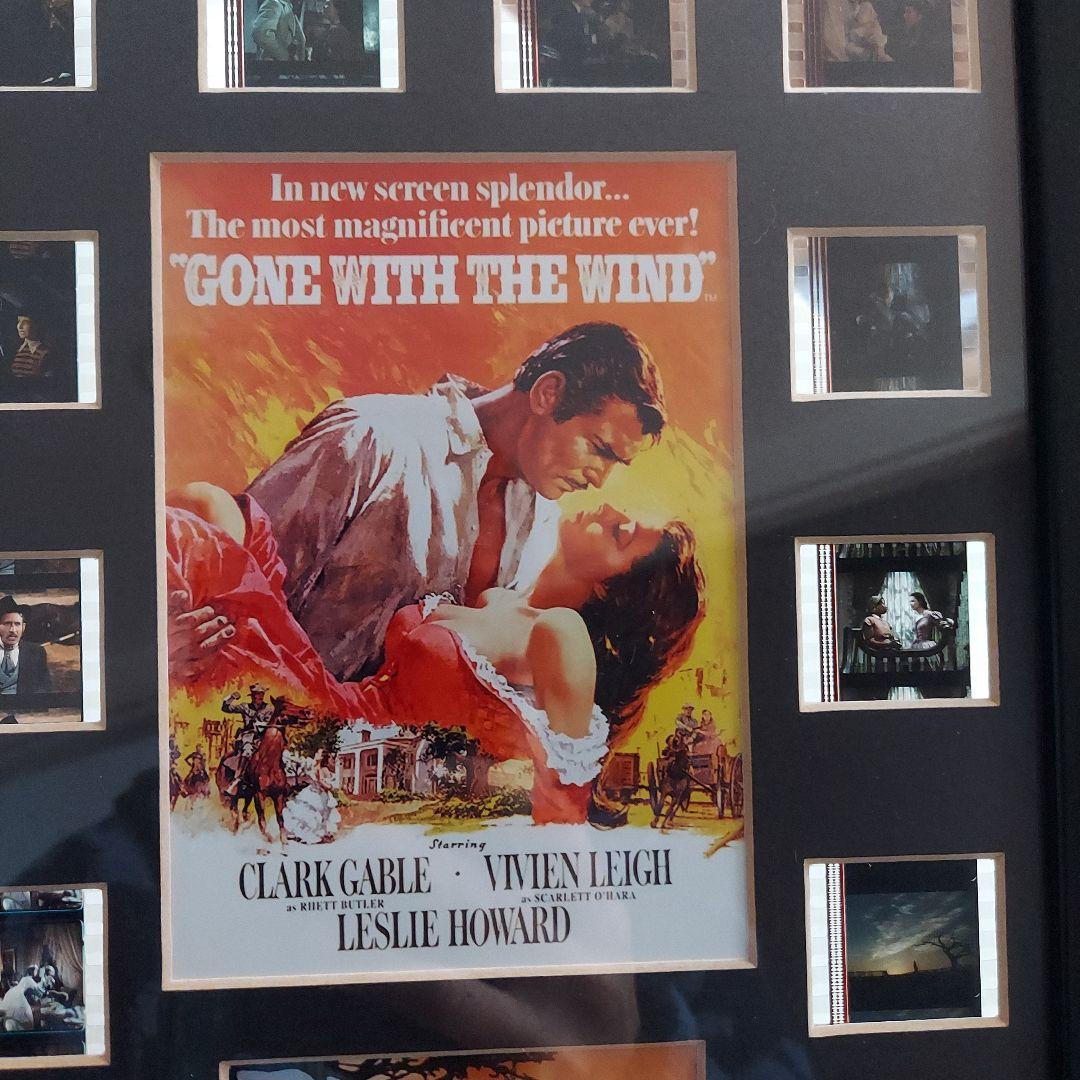 In new screen splendor...
The most magnificent picture ever!
"GONE WITH THE WIND"™
Starring
CLARK GABLE · VIVIEN LEIGH
as RHETT BUTLER as SCARLETT O'HARA
LESLIE HOWARD